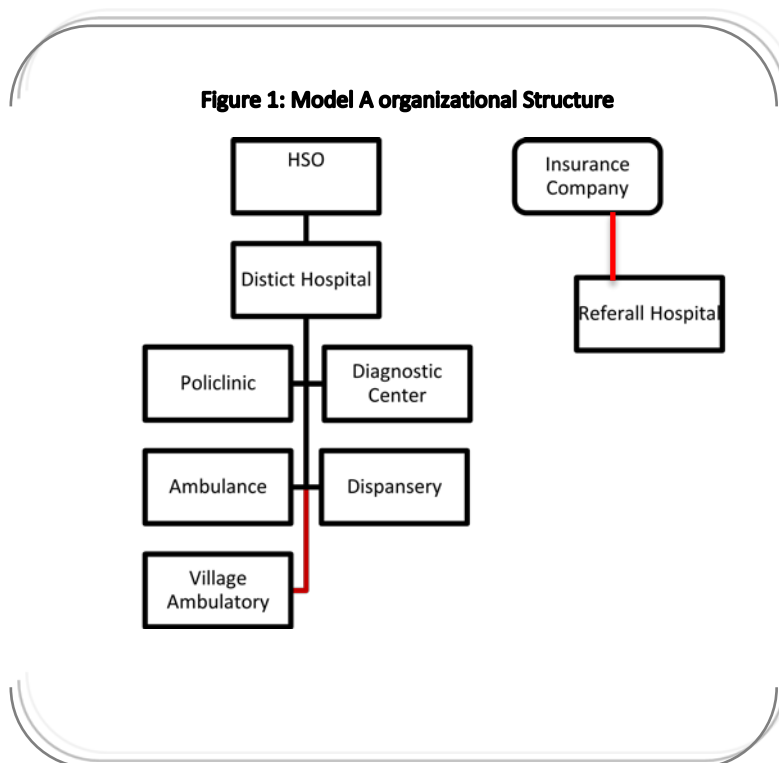 Figure 1: Model A organizational Structure
HSO
Insurance
Company
Distict Hospital
Referall Hospital
Policlinic
Diagnostic
Center
Ambulance
Dispansery
Village
Ambulatory